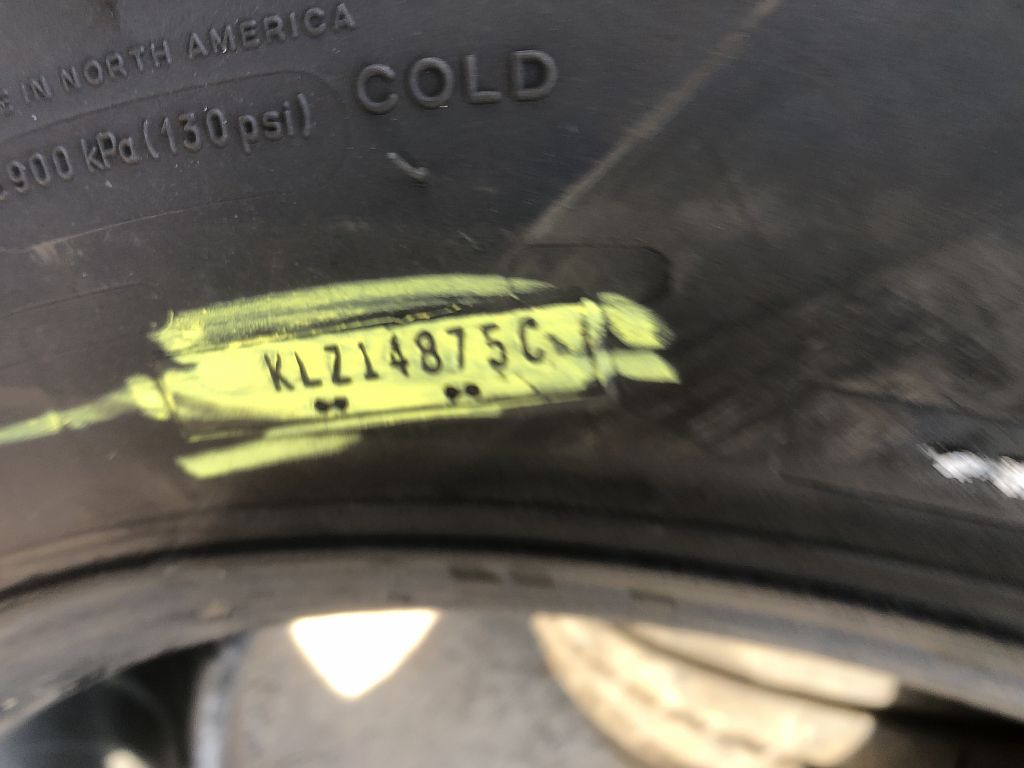 IN NORTH AMERICA
COLD
900 kPa (130 psi)
KLZ14875C